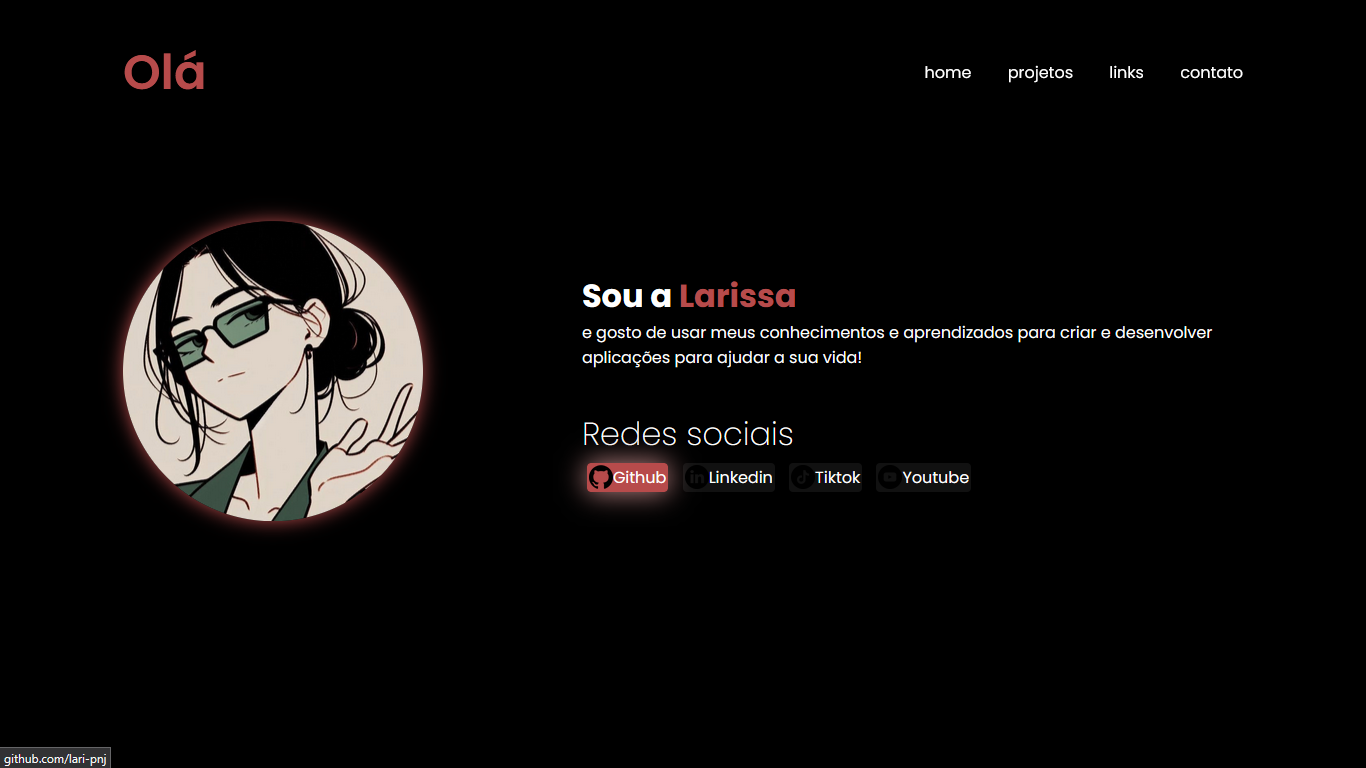 Olá
home projetos links contato
Sou a Larissa
e gosto de usar meus conhecimentos e aprendizados para criar e desenvolver
aplicações para ajudar a sua vida!
Redes sociais
Github Linkedin Tiktok Youtube
github.com/lari-pnj